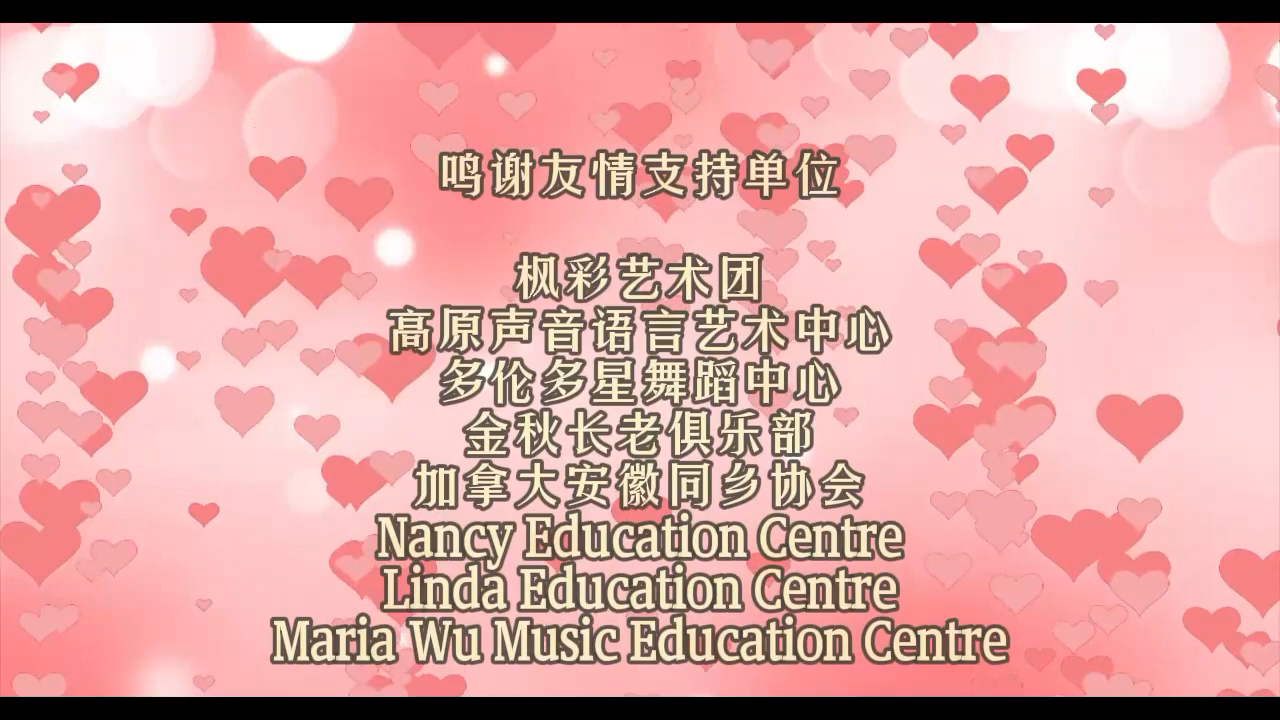 鸣谢友情支持单位
枫彩艺术团
高原声音语言艺术中心
多伦多星舞蹈中心
金秋长老俱乐部
加拿大安徽同乡协会
Nancy Education Centre
Linda Education Centre
Maria Wu Music Education Centre